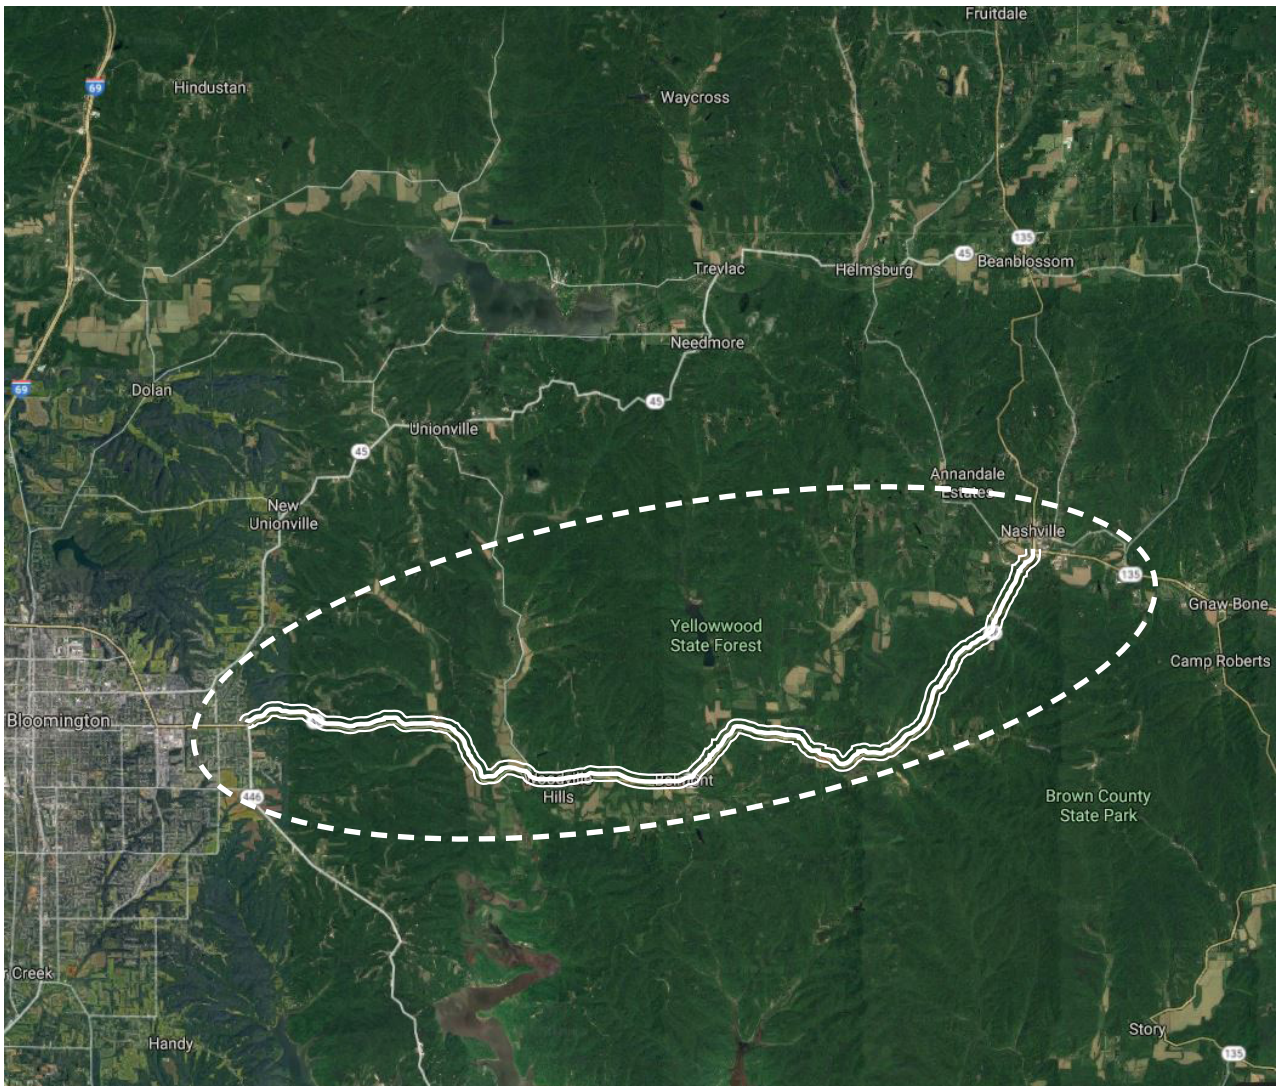 Fruitdale
69
Hindustan
Waycross
135
45
Beanblossom
Trevlac
Helmsburg
Needmore
69
Dolan
45
Unionville
45
Annandale
Estates
New
Unionville
Nashville
135
Gnaw Bone
Yellowwood
State Forest
Camp Roberts
Bloomington
Hills
446
Brown County
State Park
Creek
Story
Handy
135